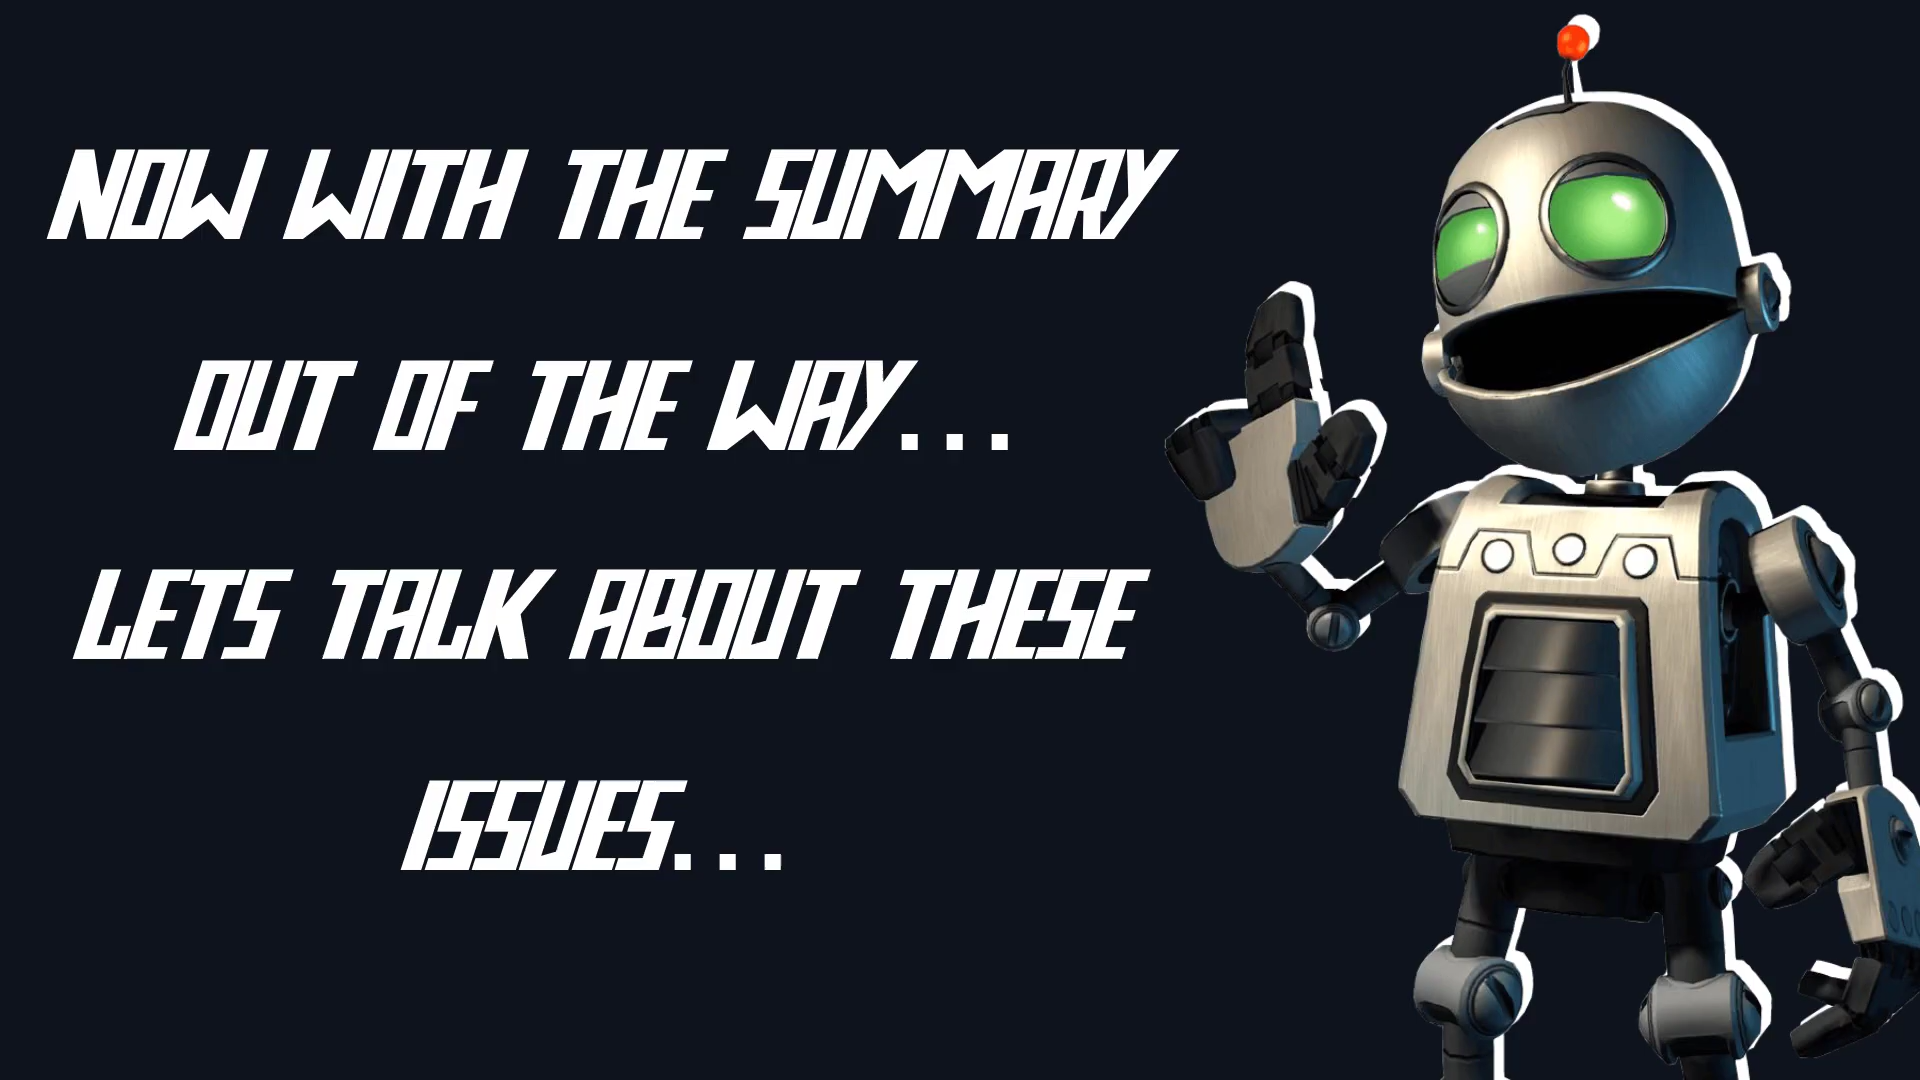 NOW WITH THE SUMMARY
OUT OF THE WAY...
LETS TALK ABOUT THESE
ISSUES...